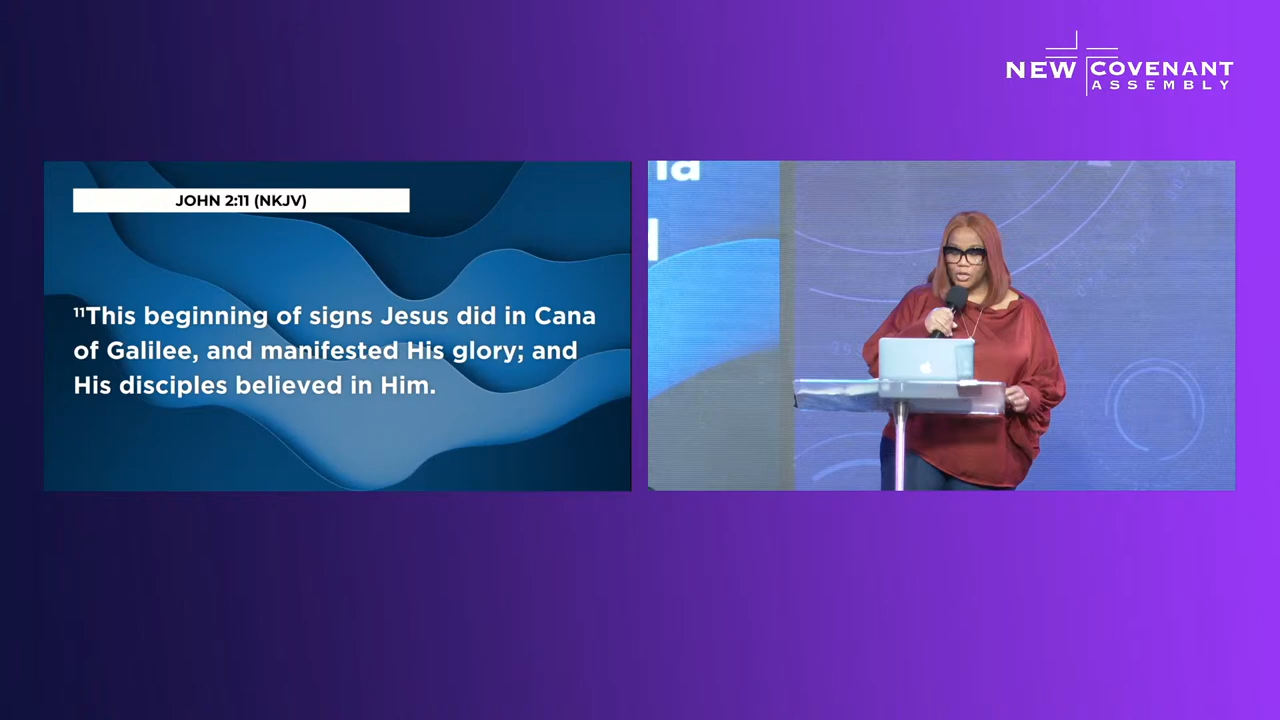 NEW COVENANT
ASSEMBLY
JOHN 2:11 (NKJV)
¹¹This beginning of signs Jesus did in Cana
of Galilee, and manifested His glory; and
His disciples believed in Him.